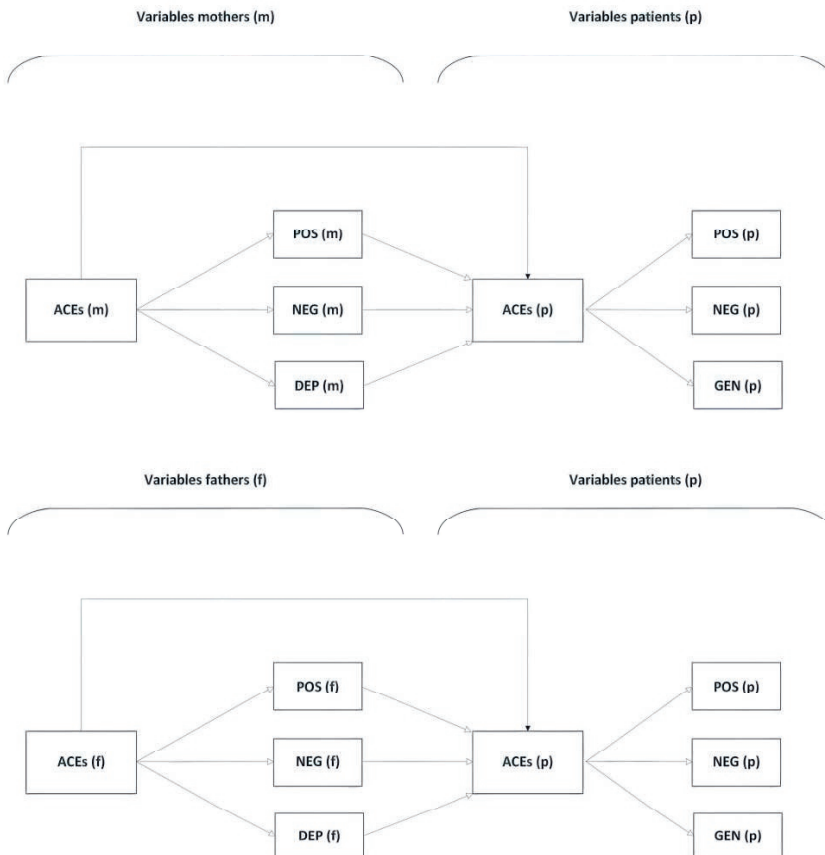 Variables mothers (m)
Variables patients (p)
POS (m)
POS (p)
ACEs (m)
NEG (m)
ACEs (p)
NEG (p)
DEP (m)
GEN (p)
Variables fathers (f)
Variables patients (p)
POS (f)
POS (p)
ACEs (f)
NEG (f)
ACEs (p)
NEG (p)
DEP (f)
GEN (p)